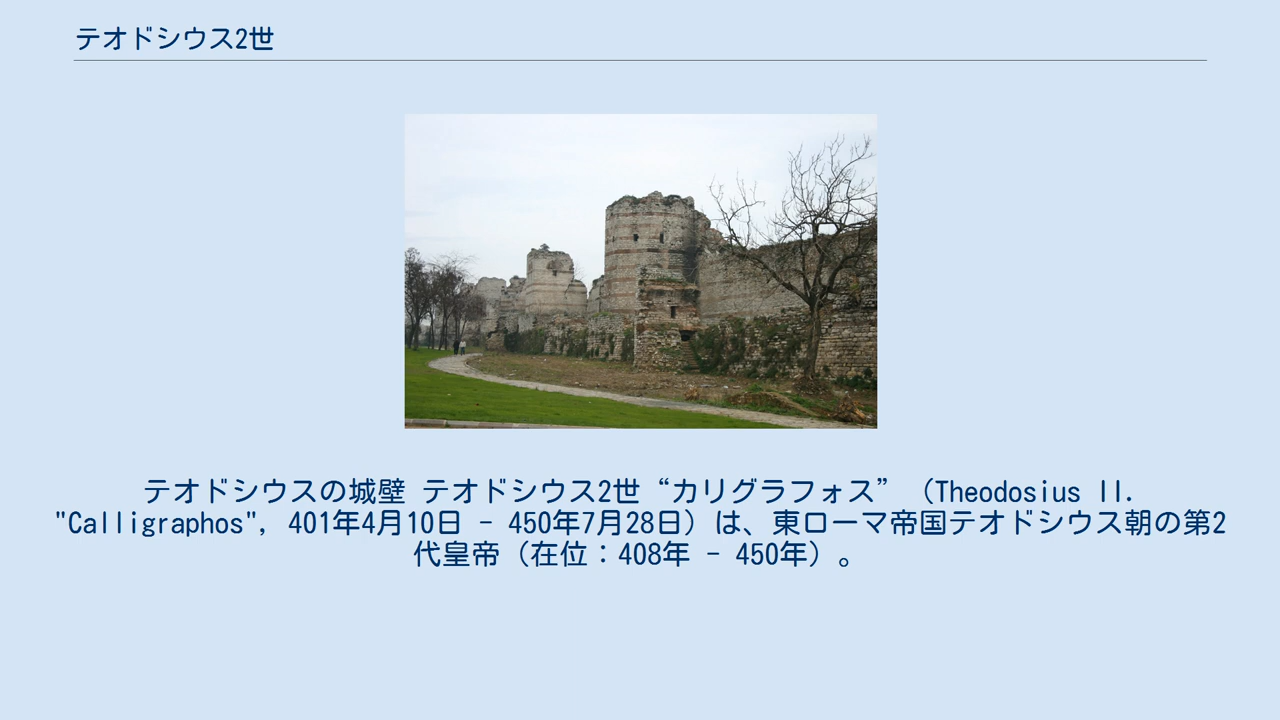 テオドシウス2世
テオドシウスの城壁 テオドシウス2世“カリグラフォス”（Theodosius II.
"Calligraphos", 401年4月10日 - 450年7月28日）は、東ローマ帝国テオドシウス朝の第2
代皇帝（在位：408年 - 450年）。